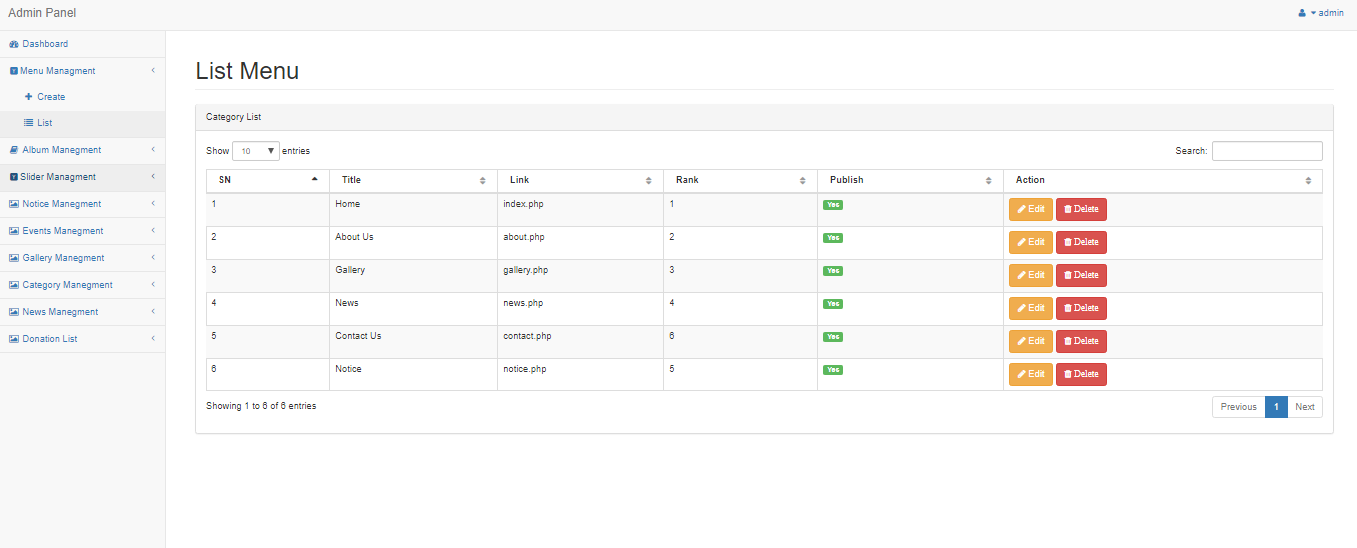 Admin Panel
admin
Dashboard
Menu Managment
Create
List
Album Manegment
Slider Managment
Notice Manegment
Events Manegment
Gallery Manegment
Category Manegment
News Manegment
Donation List
List Menu
Category List
Show 10 entries
Search:
SN Title Link Rank Publish Action
1 Home index.php 1 Yes Edit Delete
2 About Us about.php 2 Yes Edit Delete
3 Gallery gallery.php 3 Yes Edit Delete
4 News news.php 4 Yes Edit Delete
5 Contact Us contact.php 6 Yes Edit Delete
6 Notice notice.php 5 Yes Edit Delete
Showing 1 to 6 of 6 entries
Previous 1 Next